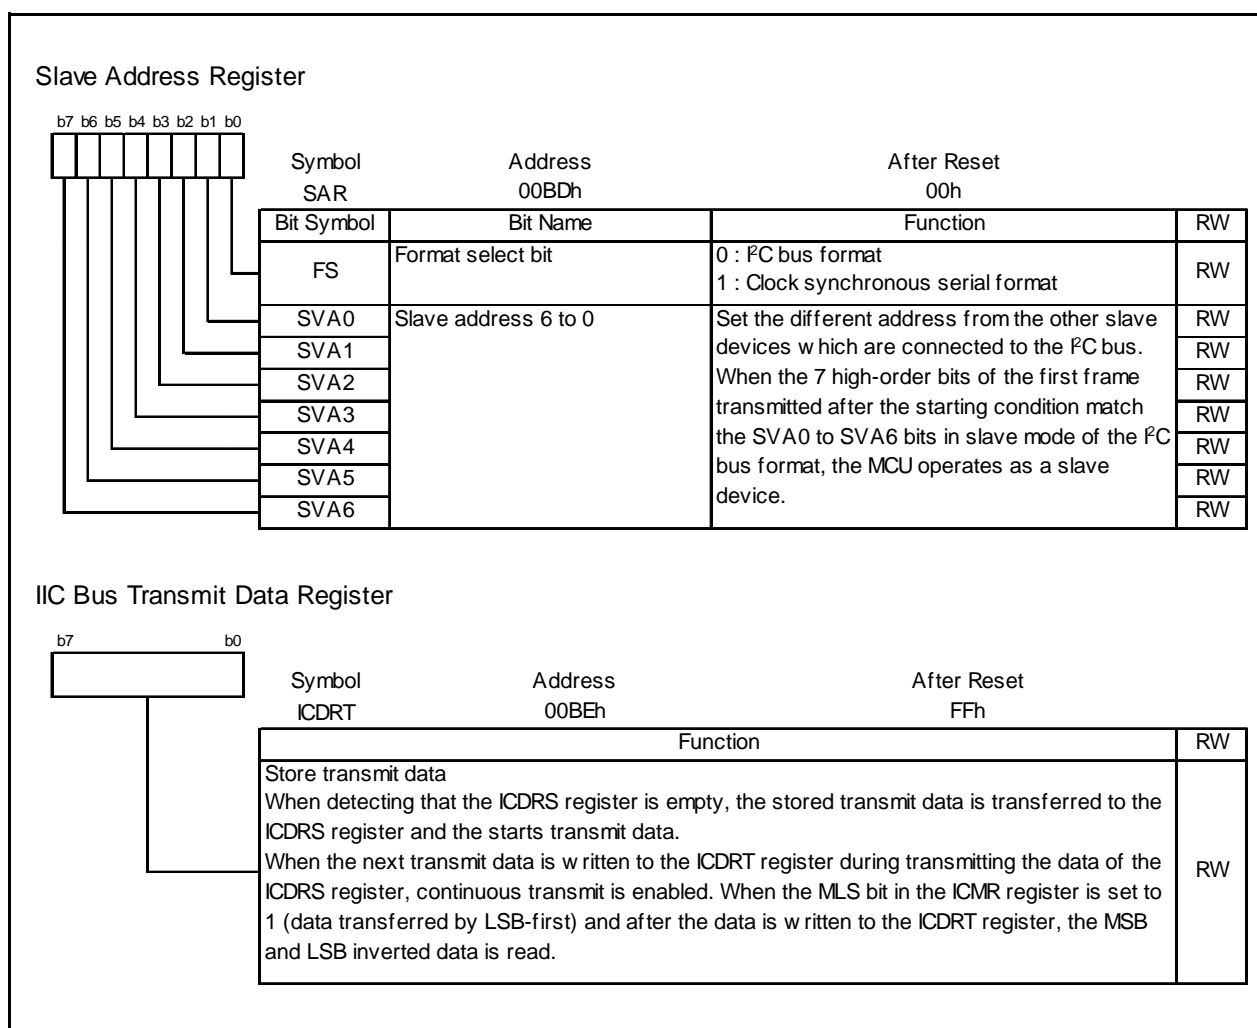 Slave Address Register
b7 b6 b5 b4 b3 b2 b1 b0
Symbol Address After Reset
SAR 00BDh 00h
Bit Symbol Bit Name Function RW
FS Format select bit 0 : I²C bus format
1 : Clock synchronous serial format RW
SVA0 Slave address 6 to 0 Set the different address from the other slave RW
SVA1 devices which are connected to the I²C bus. RW
SVA2 When the 7 high-order bits of the first frame RW
SVA3 transmitted after the starting condition match RW
SVA4 the SVA0 to SVA6 bits in slave mode of the I²C RW
SVA5 bus format, the MCU operates as a slave RW
SVA6 device. RW
IIC Bus Transmit Data Register
b7 b0
Symbol Address After Reset
ICDRT 00BEh FFh
Function RW
Store transmit data
When detecting that the ICDRS register is empty, the stored transmit data is transferred to the
ICDRS register and the starts transmit data.
When the next transmit data is written to the ICDRT register during transmitting the data of the RW
ICDRS register, continuous transmit is enabled. When the MLS bit in the ICMR register is set to
1 (data transferred by LSB-first) and after the data is written to the ICDRT register, the MSB
and LSB inverted data is read.